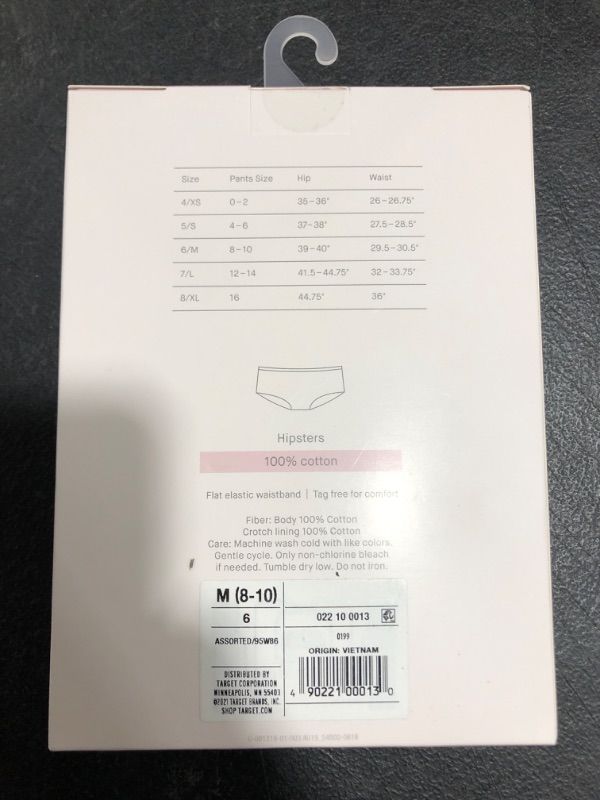 Size Pants Size Hip Waist
4/XS 0-2 35-36" 26-26.75"
5/S 4-6 37-38" 27.5-28.5"
6/M 8-10 39-40" 29.5-30.5"
7/L 12-14 41.5-44.75" 32-33.75"
8/XL 16 44.75" 36"
Hipsters
100% cotton
Flat elastic waistband | Tag free for comfort
Fiber: Body 100% Cotton
Crotch lining 100% Cotton
Care: Machine wash cold with like colors.
Gentle cycle. Only non-chlorine bleach
if needed. Tumble dry low. Do not iron.
M (8-10)
6
022 10 0013
ASSORTED/95W86
0199
ORIGIN: VIETNAM
DISTRIBUTED BY
TARGET CORPORATION
MINNEAPOLIS, MN 55403
©2021 TARGET BRANDS, INC.
SHOP TARGET.COM
4 90221 00013 0